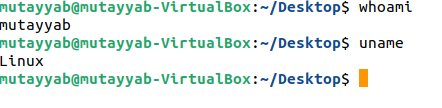 mutayyab@mutayyab-VirtualBox:~/Desktop$ whoami
mutayyab
mutayyab@mutayyab-VirtualBox:~/Desktop$ uname
Linux
mutayyab@mutayyab-VirtualBox:~/Desktop$